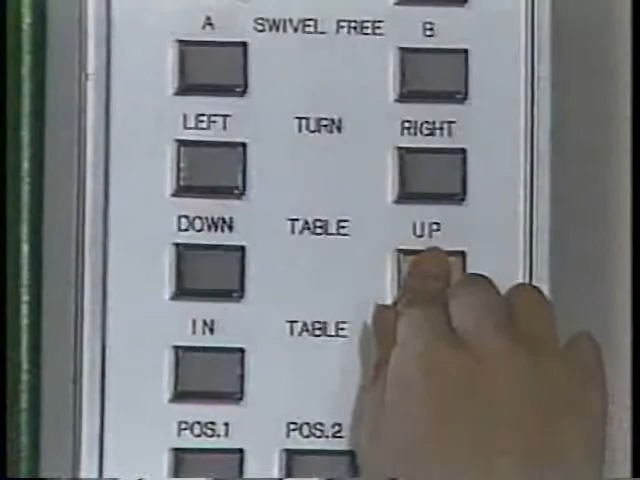 A SWIVEL FREE B
LEFT TURN RIGHT
DOWN TABLE UP
IN TABLE
POS.1 POS.2